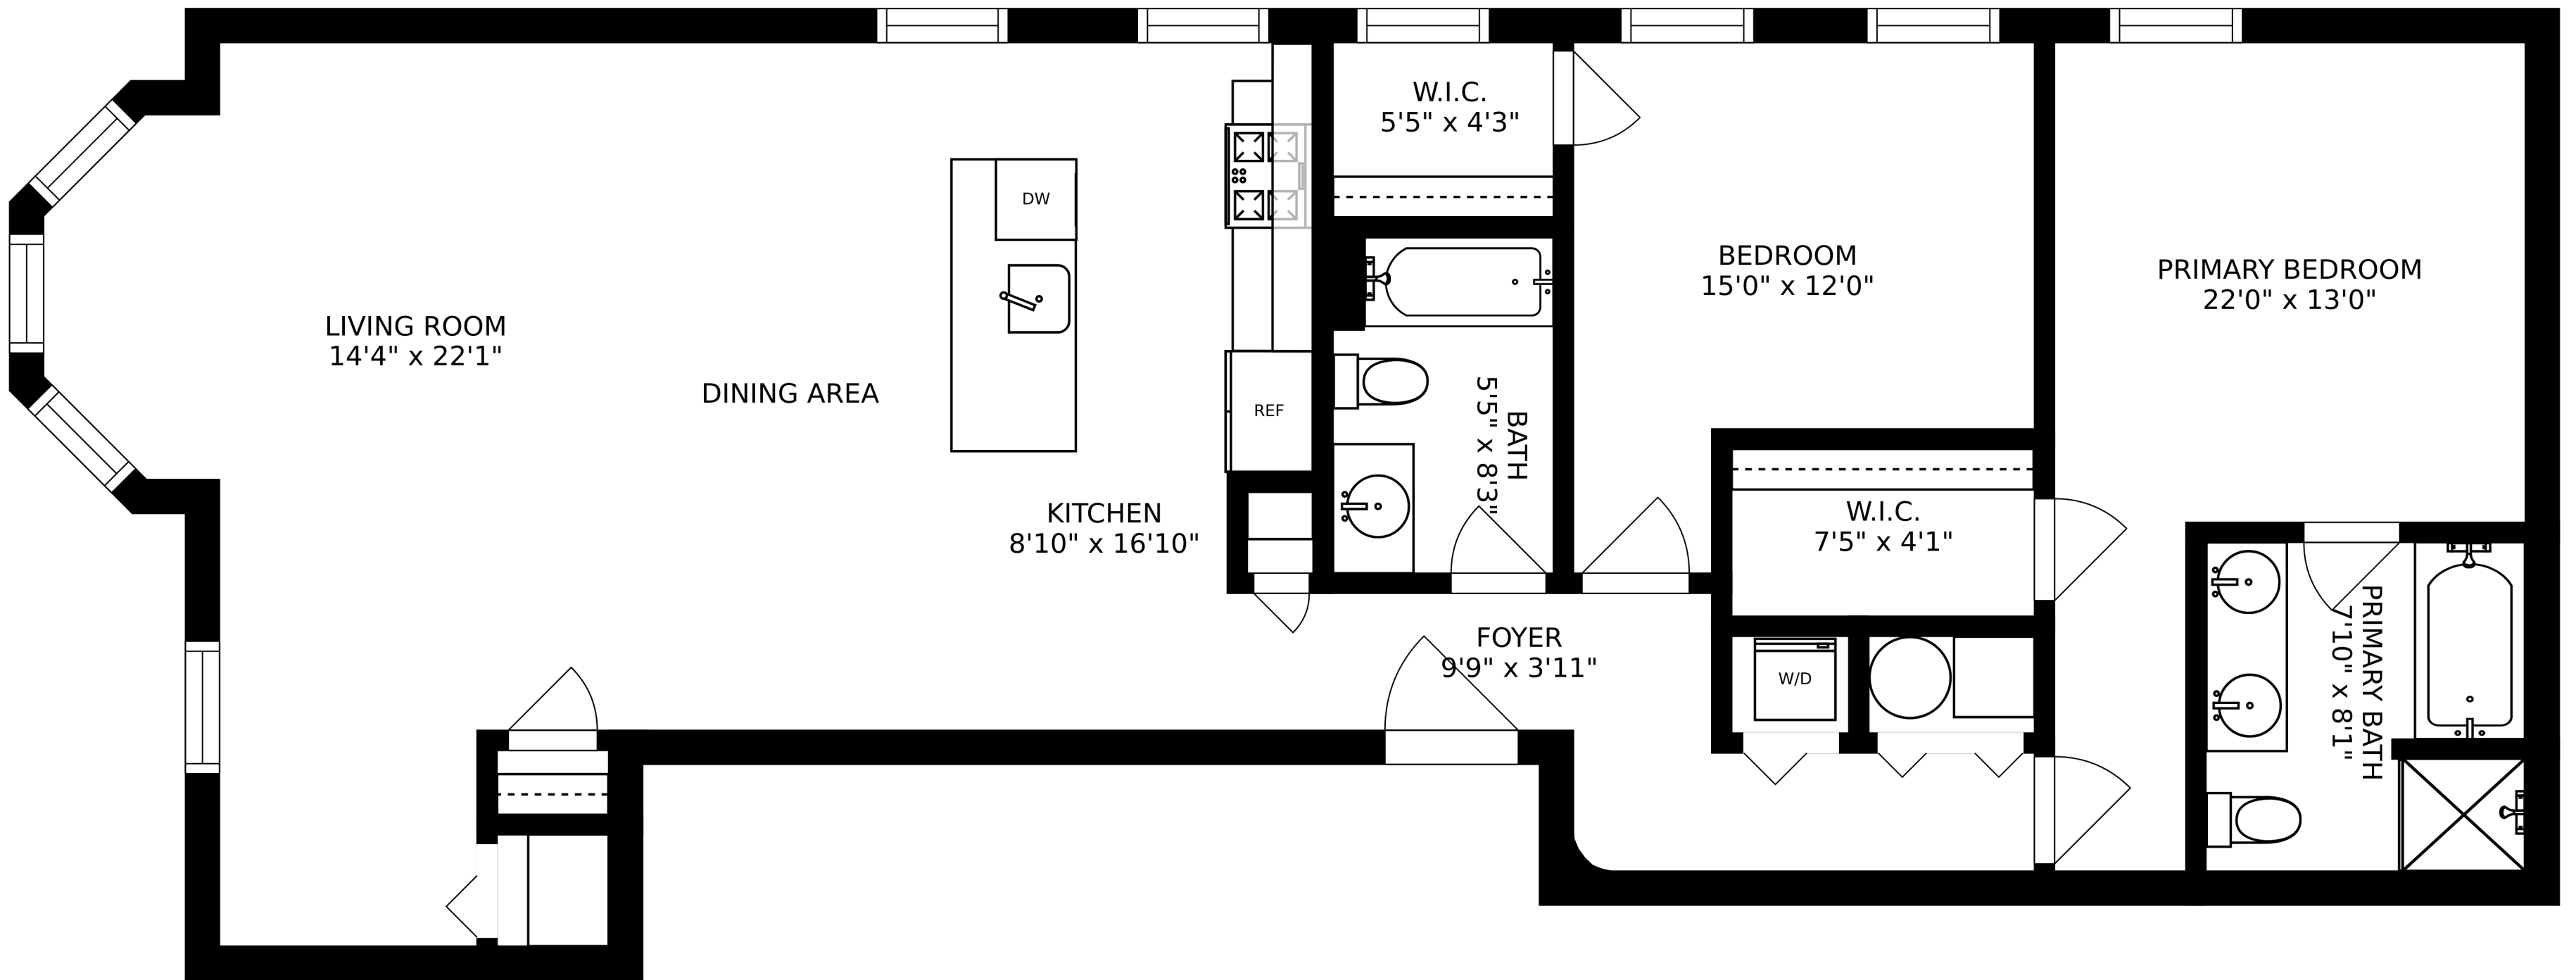 W.I.C.
5'5" x 4'3"
DW
BEDROOM
15'0" x 12'0"
PRIMARY BEDROOM
22'0" x 13'0"
LIVING ROOM
14'4" x 22'1"
DINING AREA
REF
BATH
5'5" x 8'3"
KITCHEN
8'10" x 16'10"
W.I.C.
7'5" x 4'1"
FOYER
9'9" x 3'11"
W/D
PRIMARY BATH
7'10" x 8'1"